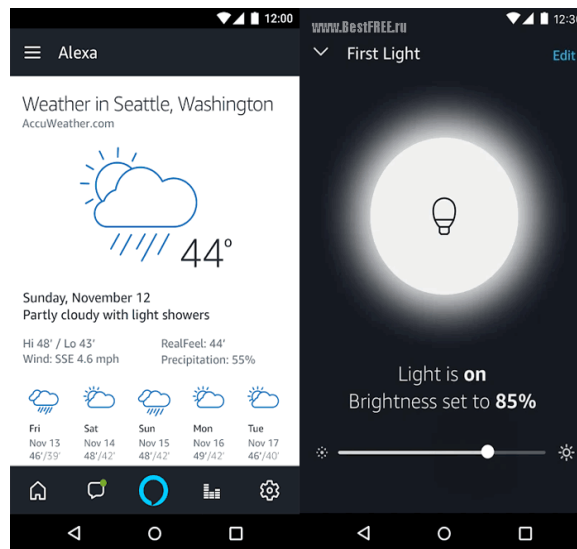 12:00
Alexa
Weather in Seattle, Washington
AccuWeather.com
44°
Sunday, November 12
Partly cloudy with light showers
Hi 48' / Lo 43' RealFeel: 44'
Wind: SSE 4.6 mph Precipitation: 55%
Fri Sat Sun Mon Tue
Nov 13 Nov 14 Nov 15 Nov 16 Nov 17
46'/39' 48'/42' 48'/42' 49'/42' 46'/40'
www.BestFREE.ru
12:30
First Light Edit
Light is on
Brightness set to 85%